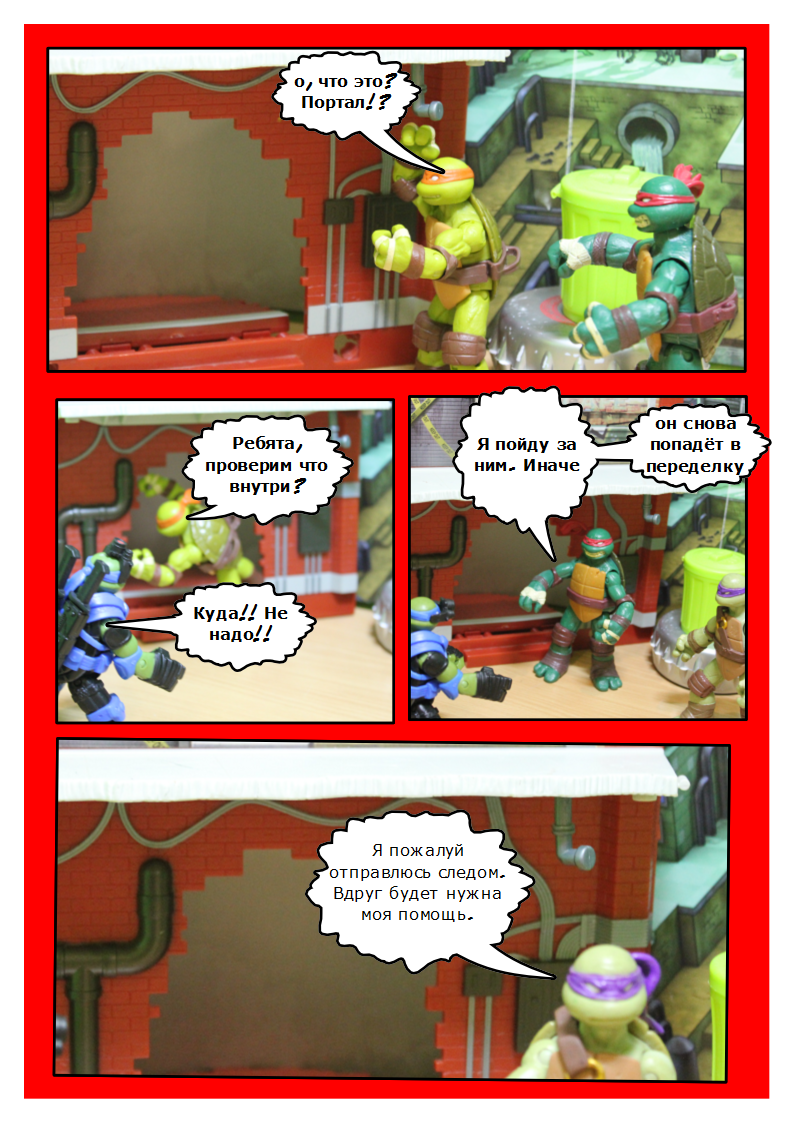 о, что это?
Портал!?
Ребята,
проверим что
внутри?
Куда!! Не
надо!!
Я пойду за
ним. Иначе
он снова
попадёт в
переделку
Я пожалуй
отправлюсь следом.
Вдруг будет нужна
моя помощь.